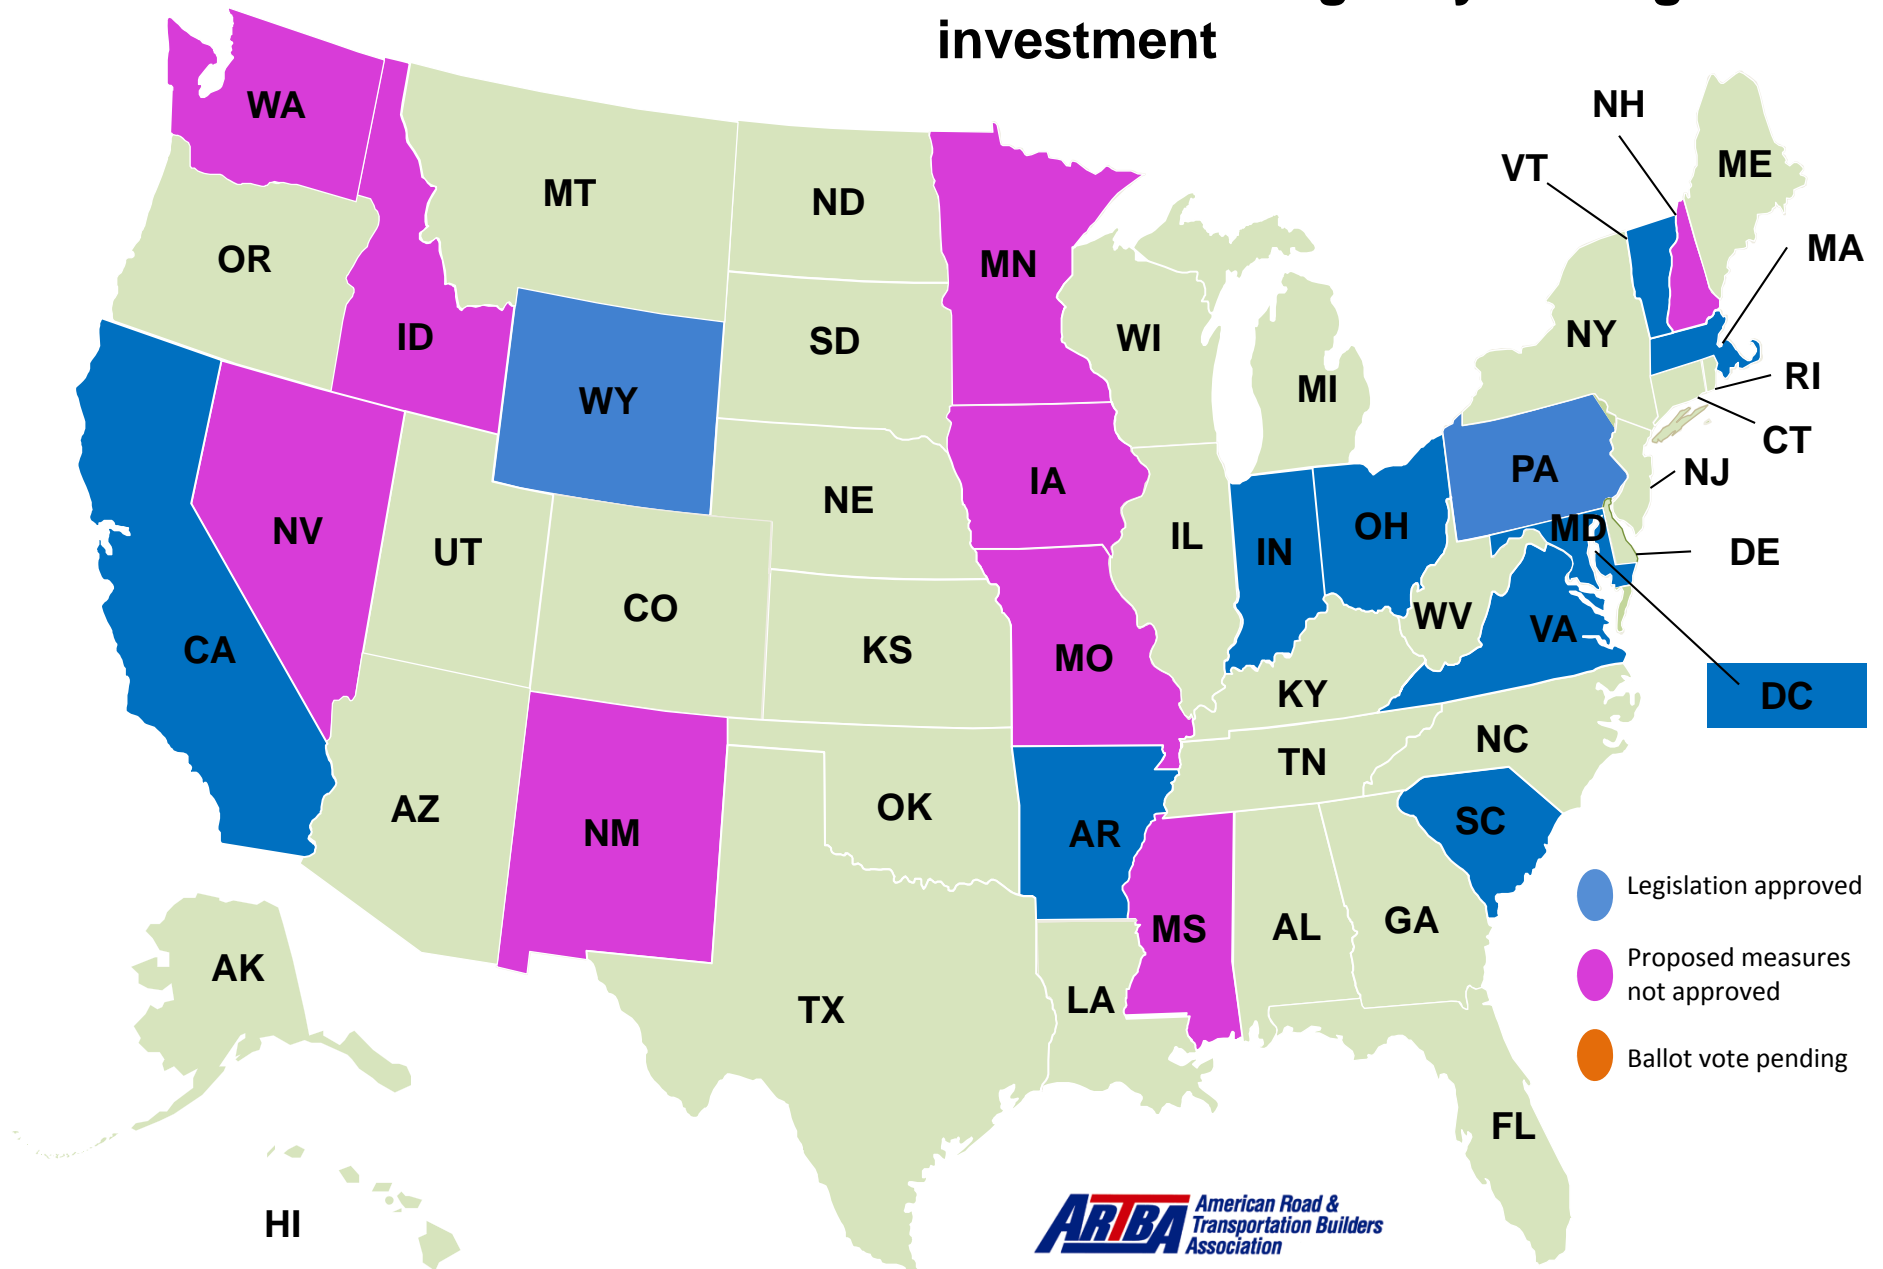 investment
WA
MT
ND
MN
OR
ID
WY
SD
WI
MI
NH
VT
ME
MA
NY
RI
CT
NJ
PA
MD
DE
NV
UT
CO
NE
IA
IL
IN
OH
WV
VA
DC
CA
KS
MO
KY
NC
TN
AZ
NM
OK
AR
SC
MS
AL
GA
AK
TX
LA
FL
HI
Legislation approved
Proposed measures
not approved
Ballot vote pending
ARTBA
American Road &
Transportation Builders
Association